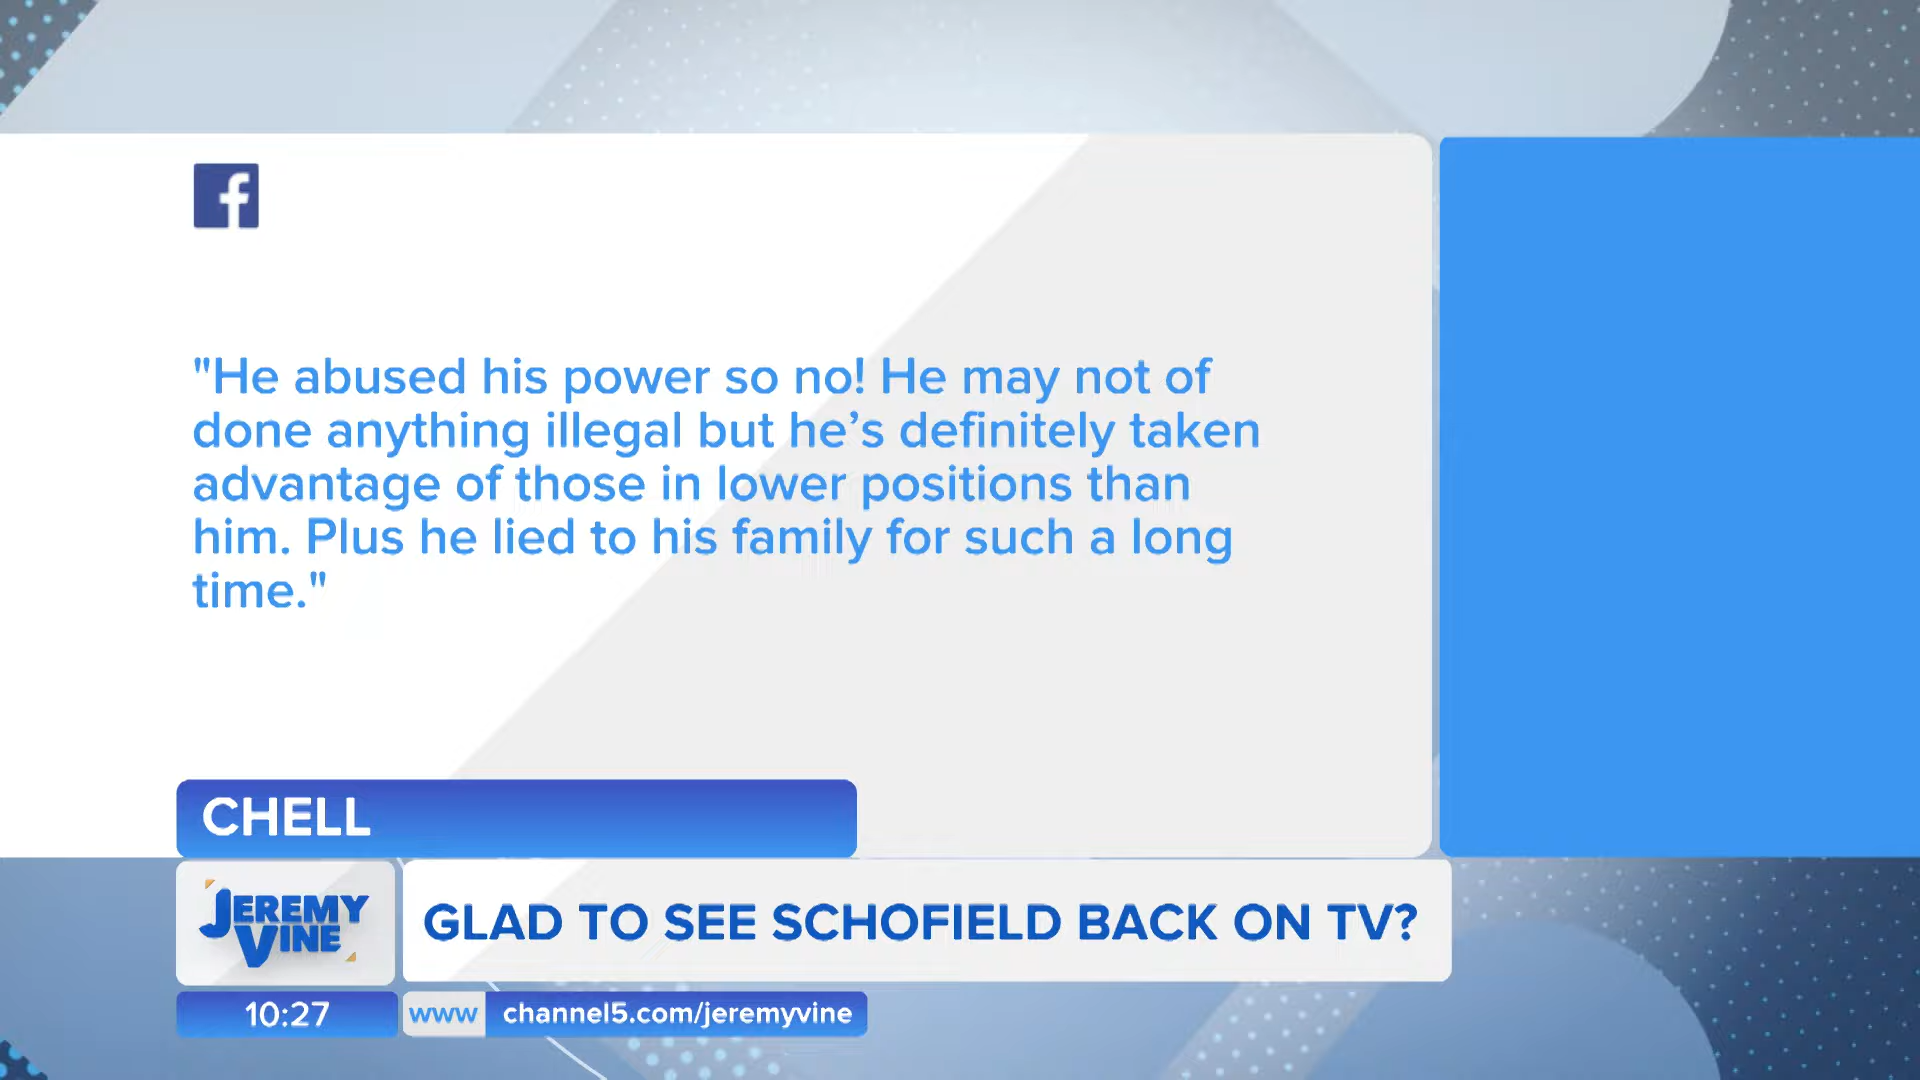 f
"He abused his power so no! He may not of
done anything illegal but he’s definitely taken
advantage of those in lower positions than
him. Plus he lied to his family for such a long
time."
CHELL
JEREMY
VINE
GLAD TO SEE SCHOFIELD BACK ON TV?
10:27
www channel5.com/jeremyvine